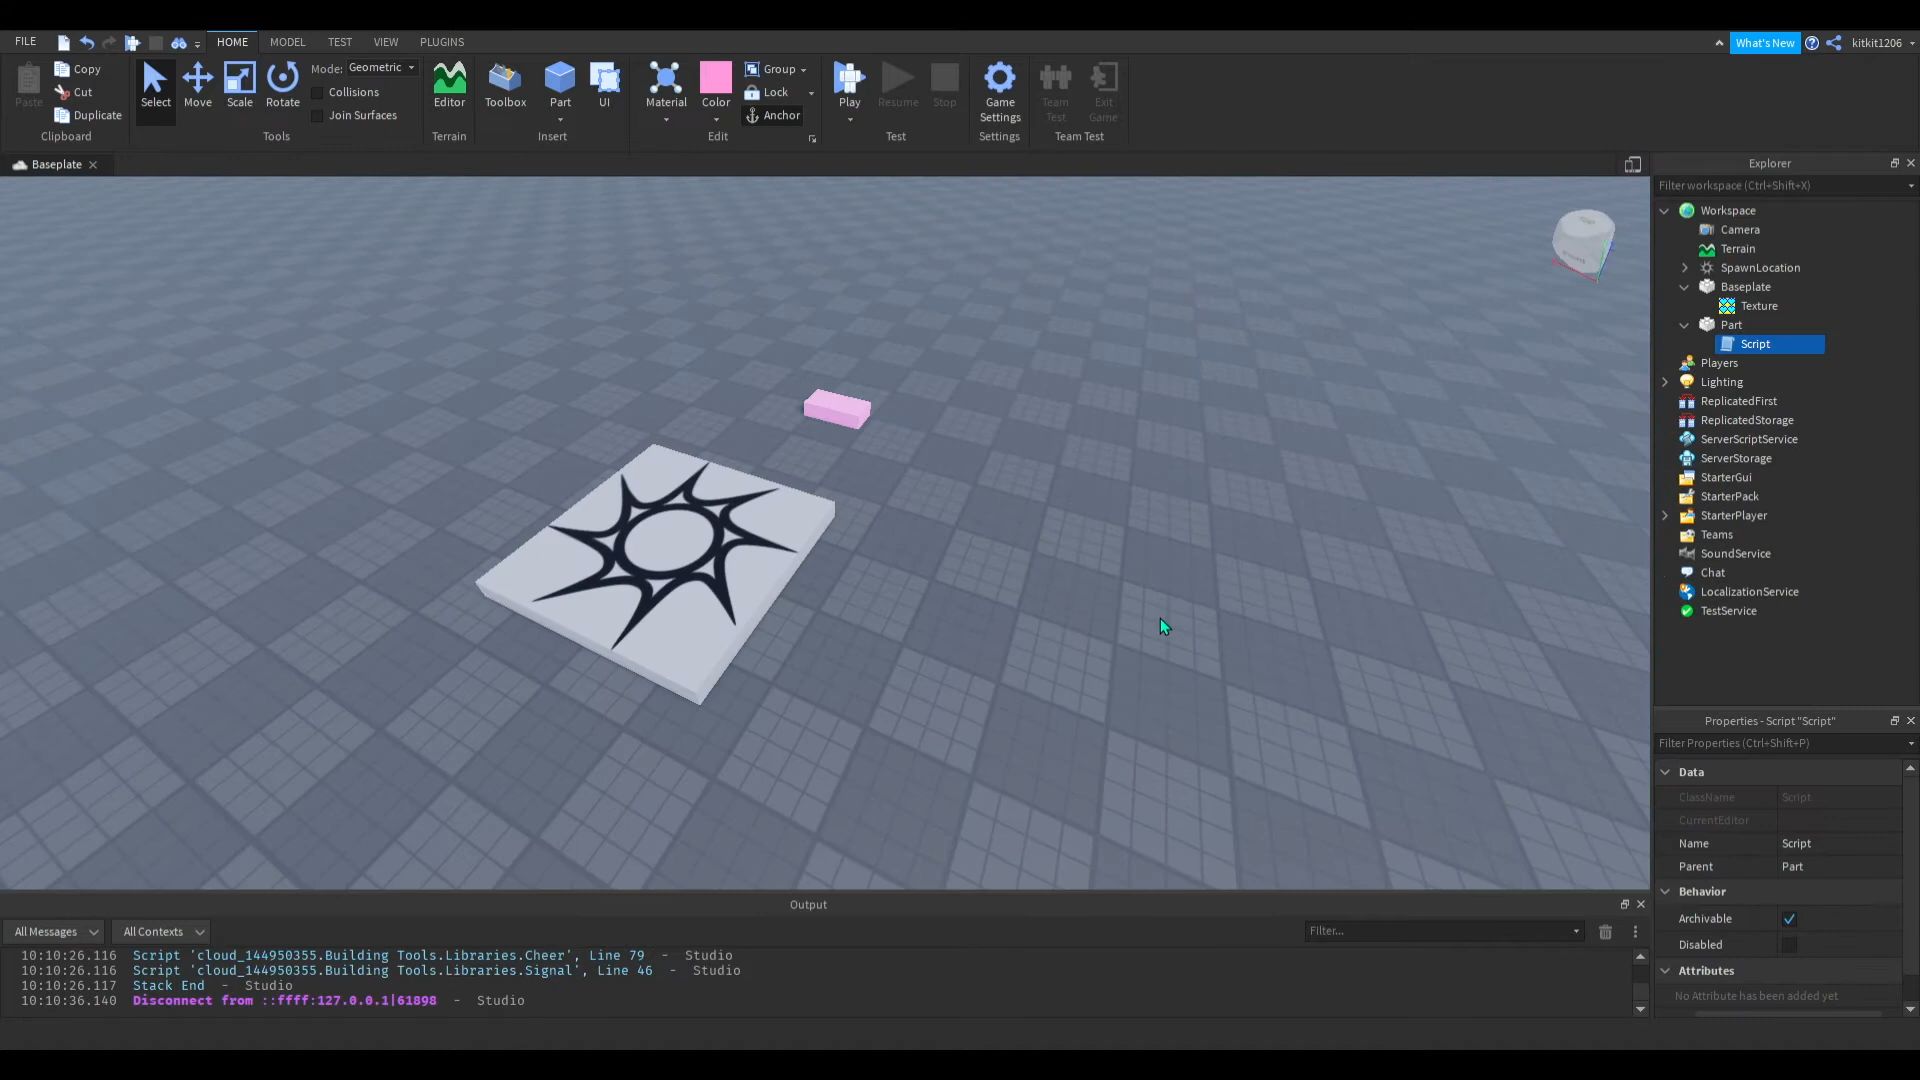 FILE HOME MODEL TEST VIEW PLUGINS What's New kitkit1206
Paste Copy Cut Duplicate
Clipboard
Select Move Scale Rotate
Mode: Geometric
Collisions
Join Surfaces
Tools
Editor
Terrain
Toolbox Part UI
Insert
Material Color Group Lock Anchor
Edit
Play Resume Stop
Test
Game Settings
Settings
Team Test Exit Game
Team Test
Baseplate
TOP
Explorer
Filter workspace (Ctrl+Shift+X)
Workspace
Camera
Terrain
SpawnLocation
Baseplate
Texture
Part
Script
Players
Lighting
ReplicatedFirst
ReplicatedStorage
ServerScriptService
ServerStorage
StarterGui
StarterPack
StarterPlayer
Teams
SoundService
Chat
LocalizationService
TestService
Properties - Script "Script"
Filter Properties (Ctrl+Shift+P)
Data
ClassName Script
CurrentEditor
Name Script
Parent Part
Behavior
Archivable
Disabled
Attributes
No Attribute has been added yet
Output
All Messages All Contexts Filter...
10:10:26.116 Script 'cloud_144950355.Building Tools.Libraries.Cheer', Line 79 - Studio
10:10:26.116 Script 'cloud_144950355.Building Tools.Libraries.Signal', Line 46 - Studio
10:10:26.117 Stack End - Studio
10:10:36.140 Disconnect from ::ffff:127.0.0.1|61898 - Studio